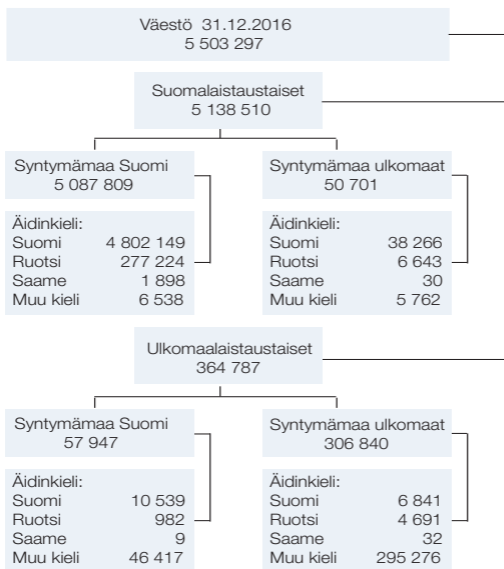 Väestö 31.12.2016
5 503 297
Suomalaistaustaiset
5 138 510
Syntymämaa Suomi
5 087 809
Äidinkieli:
Suomi 4 802 149
Ruotsi 277 224
Saame 1 898
Muu kieli 6 538
Syntymämaa ulkomaat
50 701
Äidinkieli:
Suomi 38 266
Ruotsi 6 643
Saame 30
Muu kieli 5 762
Ulkomaalaistaustaiset
364 787
Syntymämaa Suomi
57 947
Äidinkieli:
Suomi 10 539
Ruotsi 982
Saame 9
Muu kieli 46 417
Syntymämaa ulkomaat
306 840
Äidinkieli:
Suomi 6 841
Ruotsi 4 691
Saame 32
Muu kieli 295 276